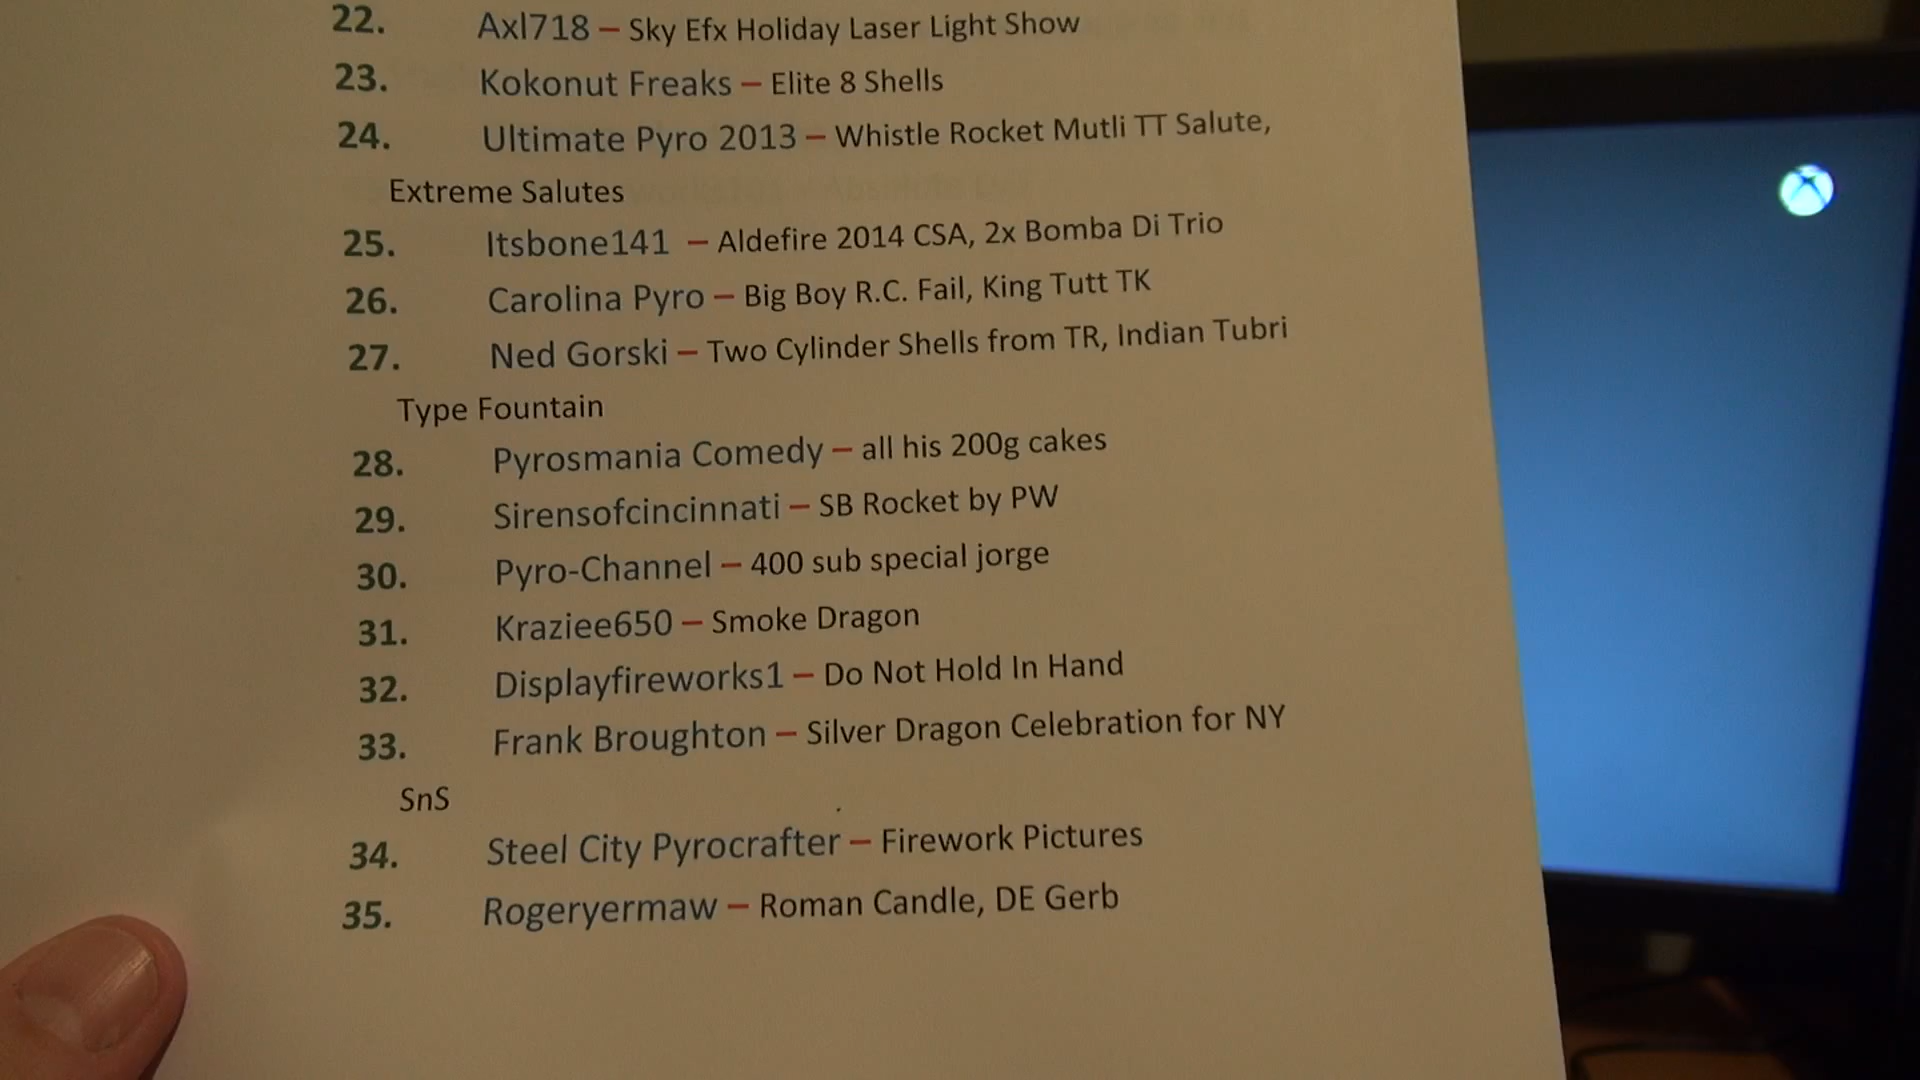 22. Axl718 – Sky Efx Holiday Laser Light Show
23. Kokonut Freaks – Elite 8 Shells
24. Ultimate Pyro 2013 – Whistle Rocket Mutli TT Salute,
Extreme Salutes
25. Itsbone141 – Aldefire 2014 CSA, 2x Bomba Di Trio
26. Carolina Pyro – Big Boy R.C. Fail, King Tutt TK
27. Ned Gorski – Two Cylinder Shells from TR, Indian Tubri
Type Fountain
28. Pyrosmania Comedy – all his 200g cakes
29. Sirensofcincinnati – SB Rocket by PW
30. Pyro-Channel – 400 sub special jorge
31. Kraziee650 – Smoke Dragon
32. Displayfireworks1 – Do Not Hold In Hand
33. Frank Broughton – Silver Dragon Celebration for NY
SnS
34. Steel City Pyrocrafter – Firework Pictures
35. Rogeryermaw – Roman Candle, DE Gerb